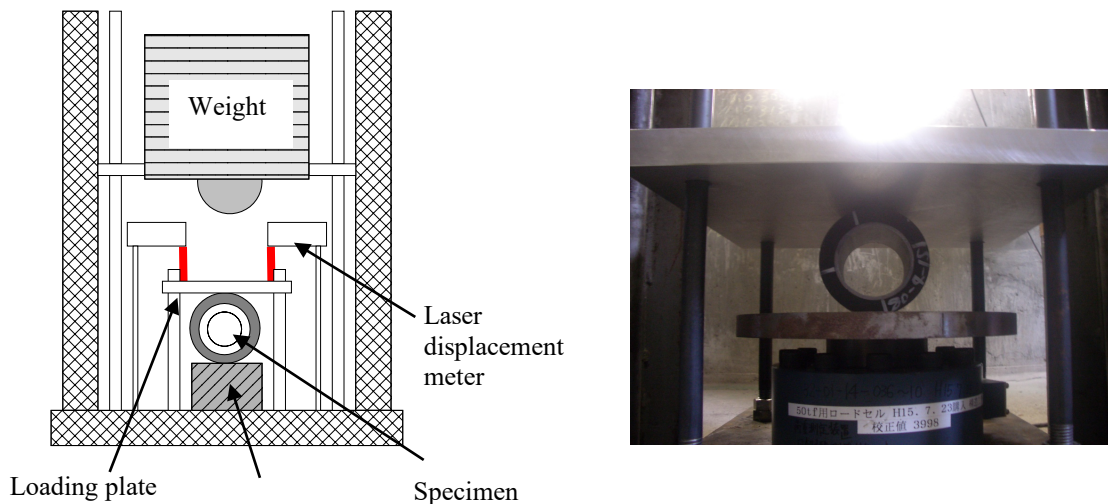 Weight
Laser
displacement
meter
Loading plate
Specimen
50tf川ロードセル H15. 7. 23
校正値 3998